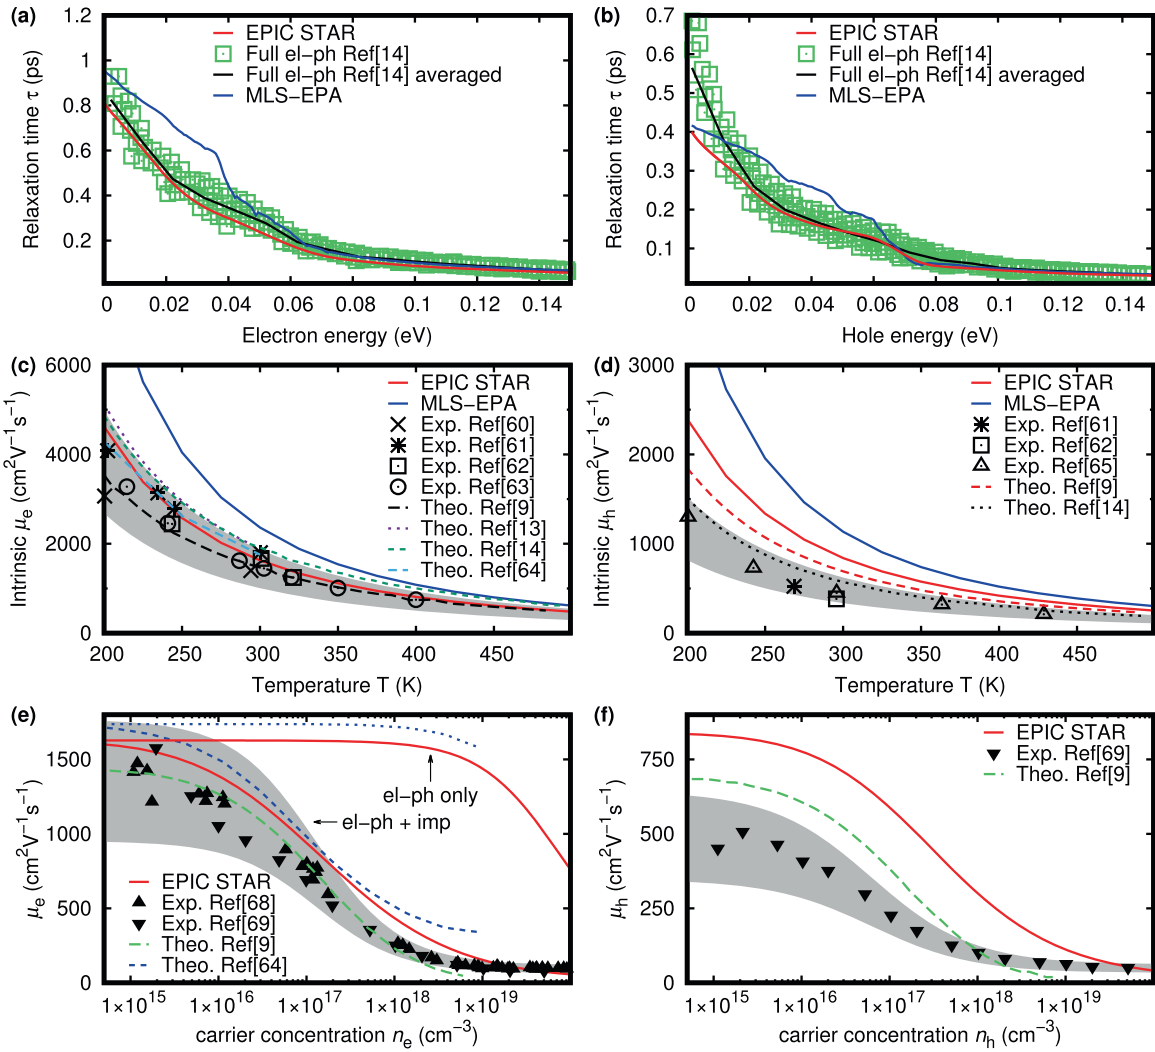 (a)
1.2
1
0.8
0.6
0.4
0.2
Relaxation time τ (ps)
EPIC STAR
Full el−ph Ref[14]
Full el−ph Ref[14] averaged
MLS−EPA
0 0.02 0.04 0.06 0.08 0.1 0.12 0.14
Electron energy (eV)
(b)
0.7
0.6
0.5
0.4
0.3
0.2
0.1
Relaxation time τ (ps)
EPIC STAR
Full el−ph Ref[14]
Full el−ph Ref[14] averaged
MLS−EPA
0 0.02 0.04 0.06 0.08 0.1 0.12 0.14
Hole energy (eV)
(c)
6000
4000
2000
0
Intrinsic μe (cm2V−1s−1)
EPIC STAR
MLS−EPA
Exp. Ref[60]
Exp. Ref[61]
Exp. Ref[62]
Exp. Ref[63]
Theo. Ref[9]
Theo. Ref[13]
Theo. Ref[14]
Theo. Ref[64]
200 250 300 350 400 450
Temperature T (K)
(d)
3000
2000
1000
0
Intrinsic μh (cm2V−1s−1)
EPIC STAR
MLS−EPA
Exp. Ref[61]
Exp. Ref[62]
Exp. Ref[65]
Theo. Ref[9]
Theo. Ref[14]
200 250 300 350 400 450
Temperature T (K)
(e)
1500
1000
500
0
μe (cm2V−1s−1)
el−ph only
el−ph + imp
EPIC STAR
Exp. Ref[68]
Exp. Ref[69]
Theo. Ref[9]
Theo. Ref[64]
1×1015 1×1016 1×1017 1×1018 1×1019
carrier concentration ne (cm−3)
(f)
750
500
250
0
μh (cm2V−1s−1)
EPIC STAR
Exp. Ref[69]
Theo. Ref[9]
1×1015 1×1016 1×1017 1×1018 1×1019
carrier concentration nh (cm−3)